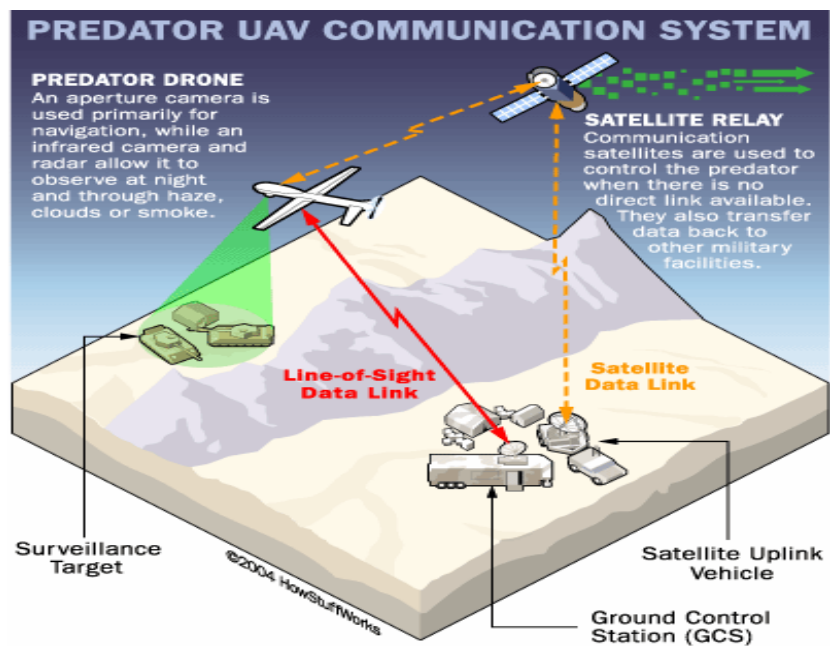 PREDATOR UAV COMMUNICATION SYSTEM
PREDATOR DRONE
An aperture camera is
used primarily for
navigation, while an
infrared camera and
radar allow it to
observe at night
and through haze,
clouds or smoke.
SATELLITE RELAY
Communication
satellites are used to
control the predator
when there is no
direct link available.
They also transfer
data back to
other military
facilities.
Line-of-Sight
Data Link
Satellite
Data Link
Surveillance
Target
©2004 HowStuffWorks
Satellite Uplink
Vehicle
Ground Control
Station (GCS)